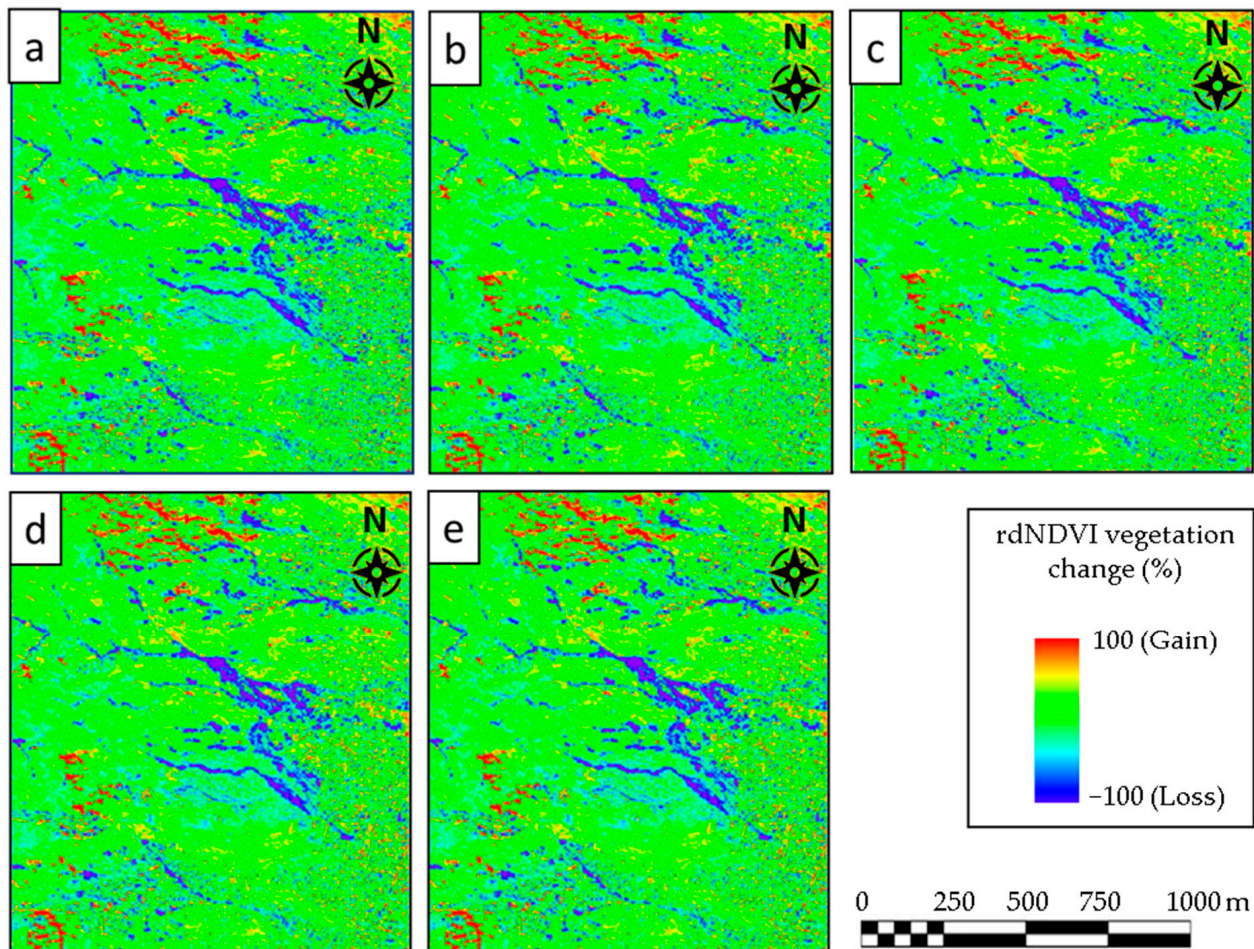 a
N
b
N
c
N
d
N
e
N
rdNDVI vegetation
change (%)
100 (Gain)
−100 (Loss)
0 250 500 750 1000 m